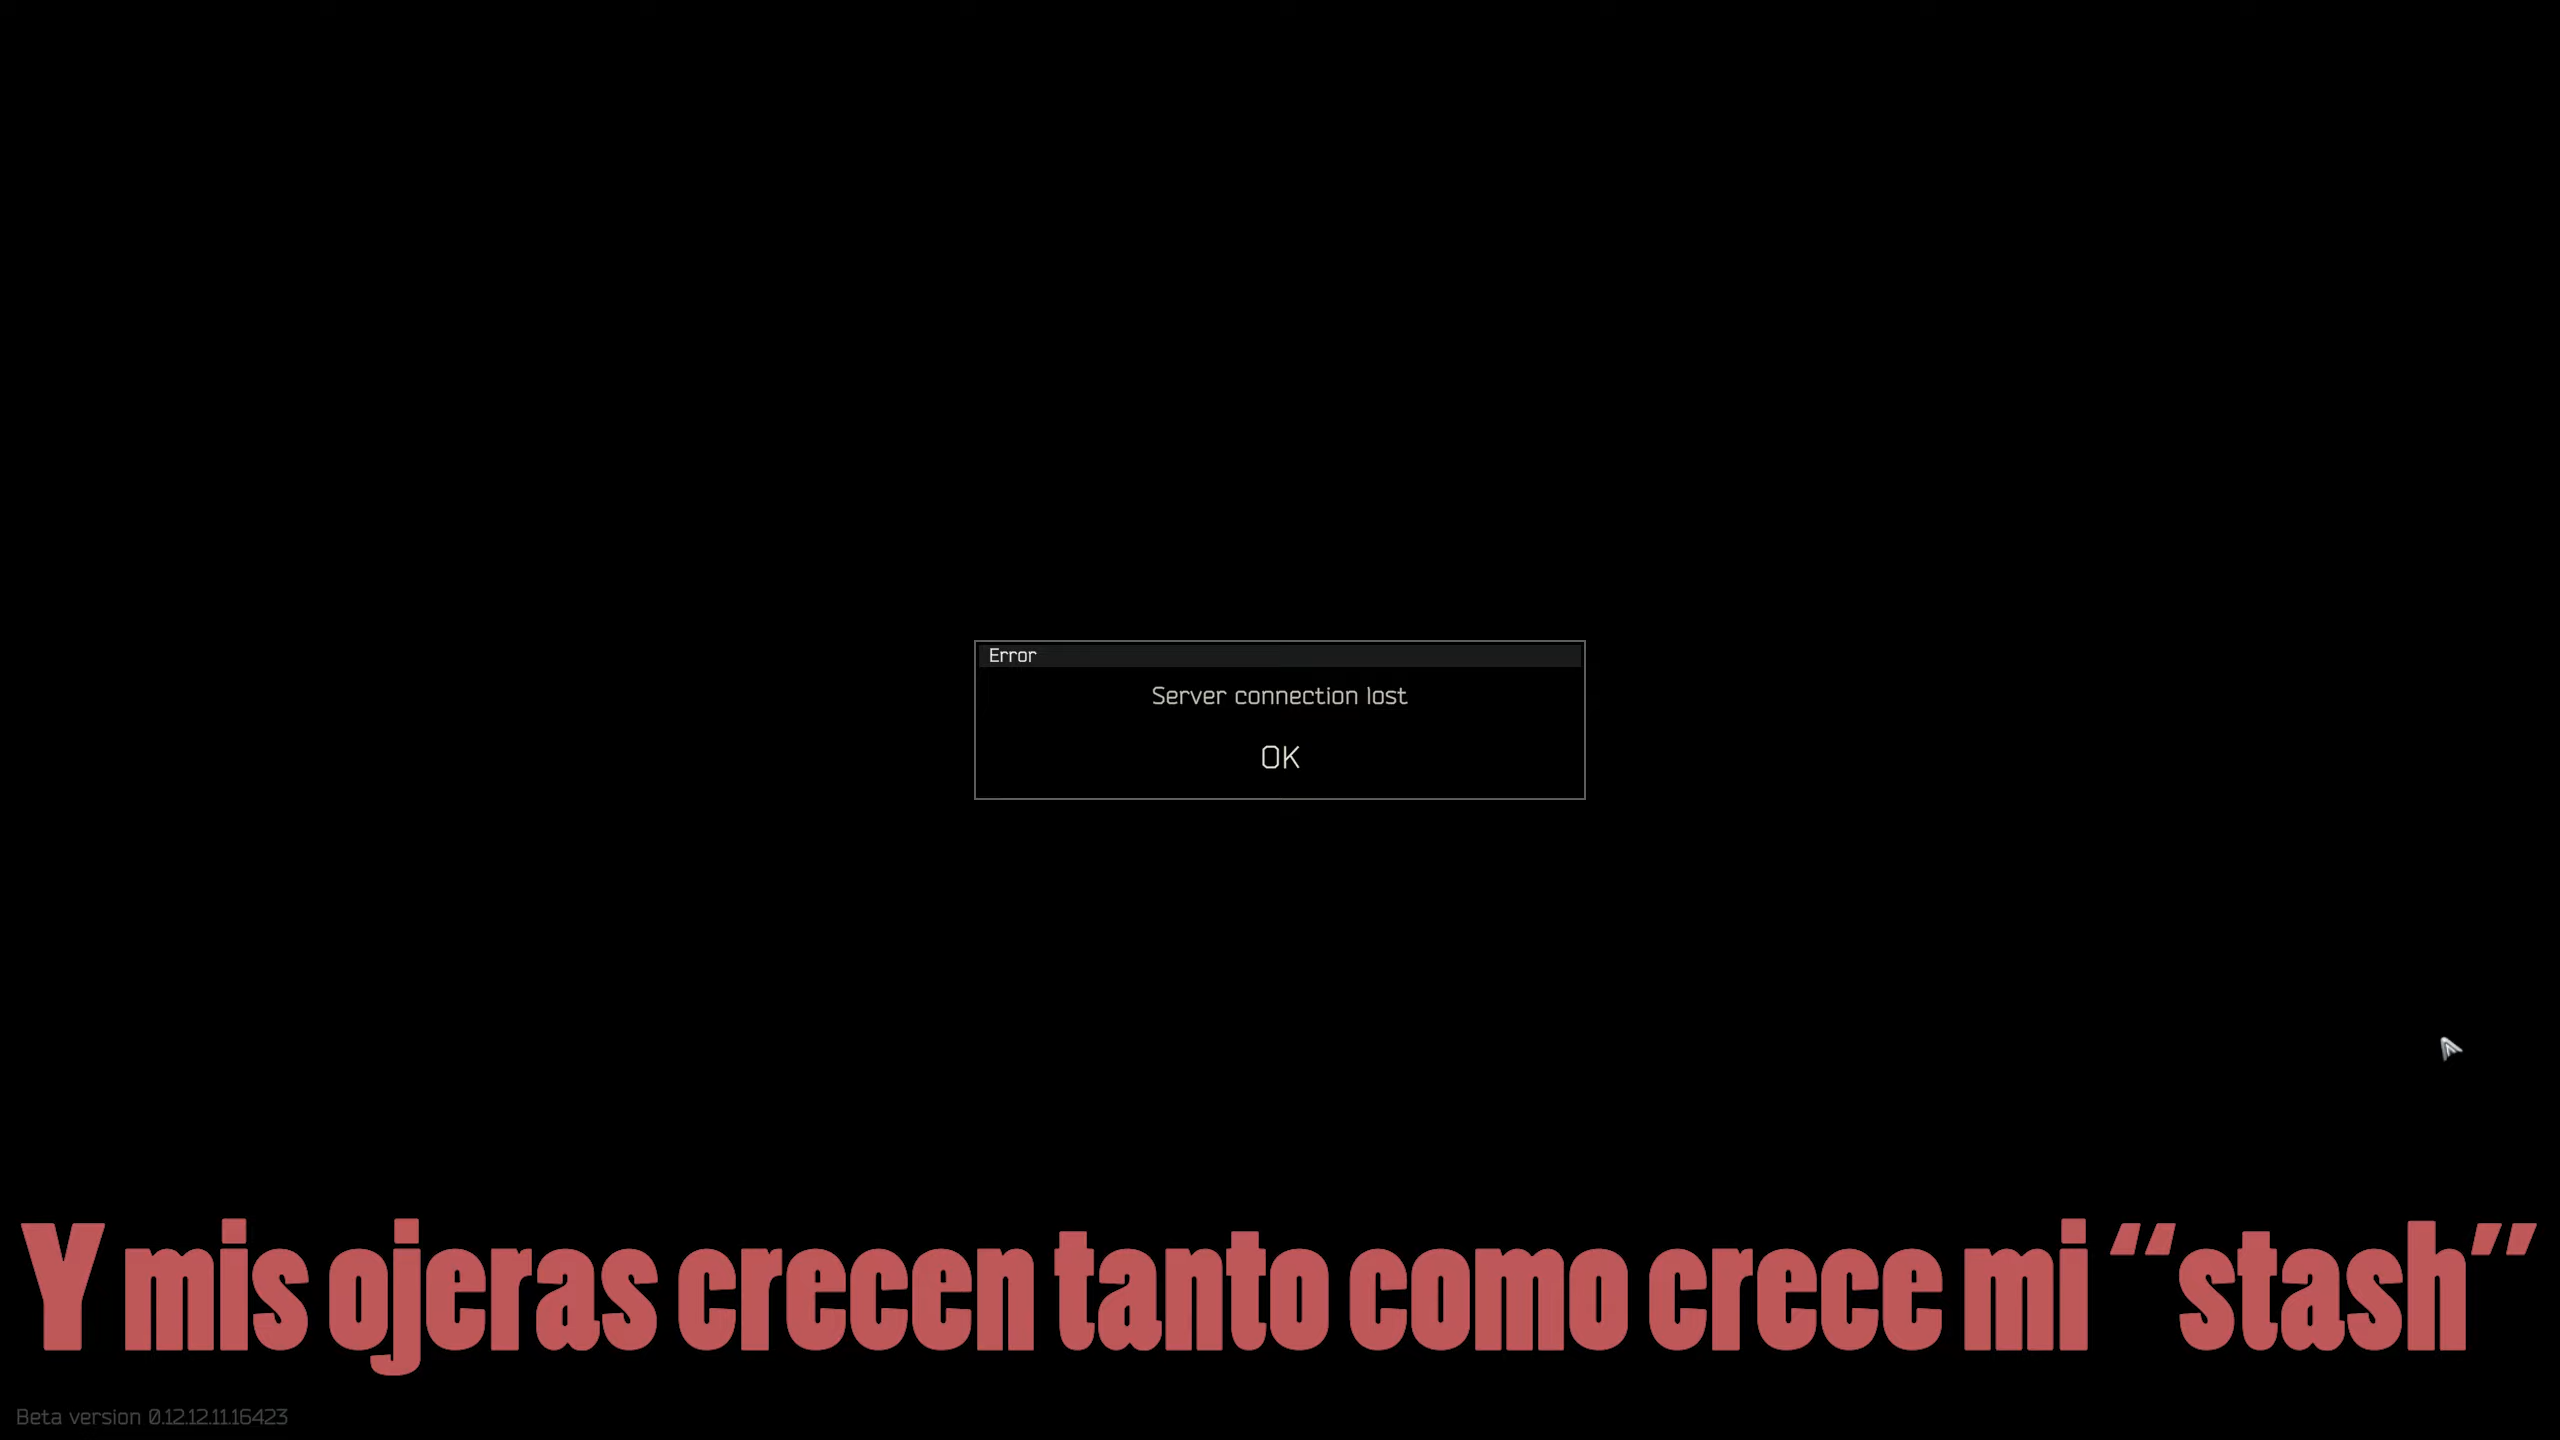 Error
Server connection lost
OK
Y mis ojeras crecen tanto como crece mi “stash”
Beta version 0.12.12.11.16423